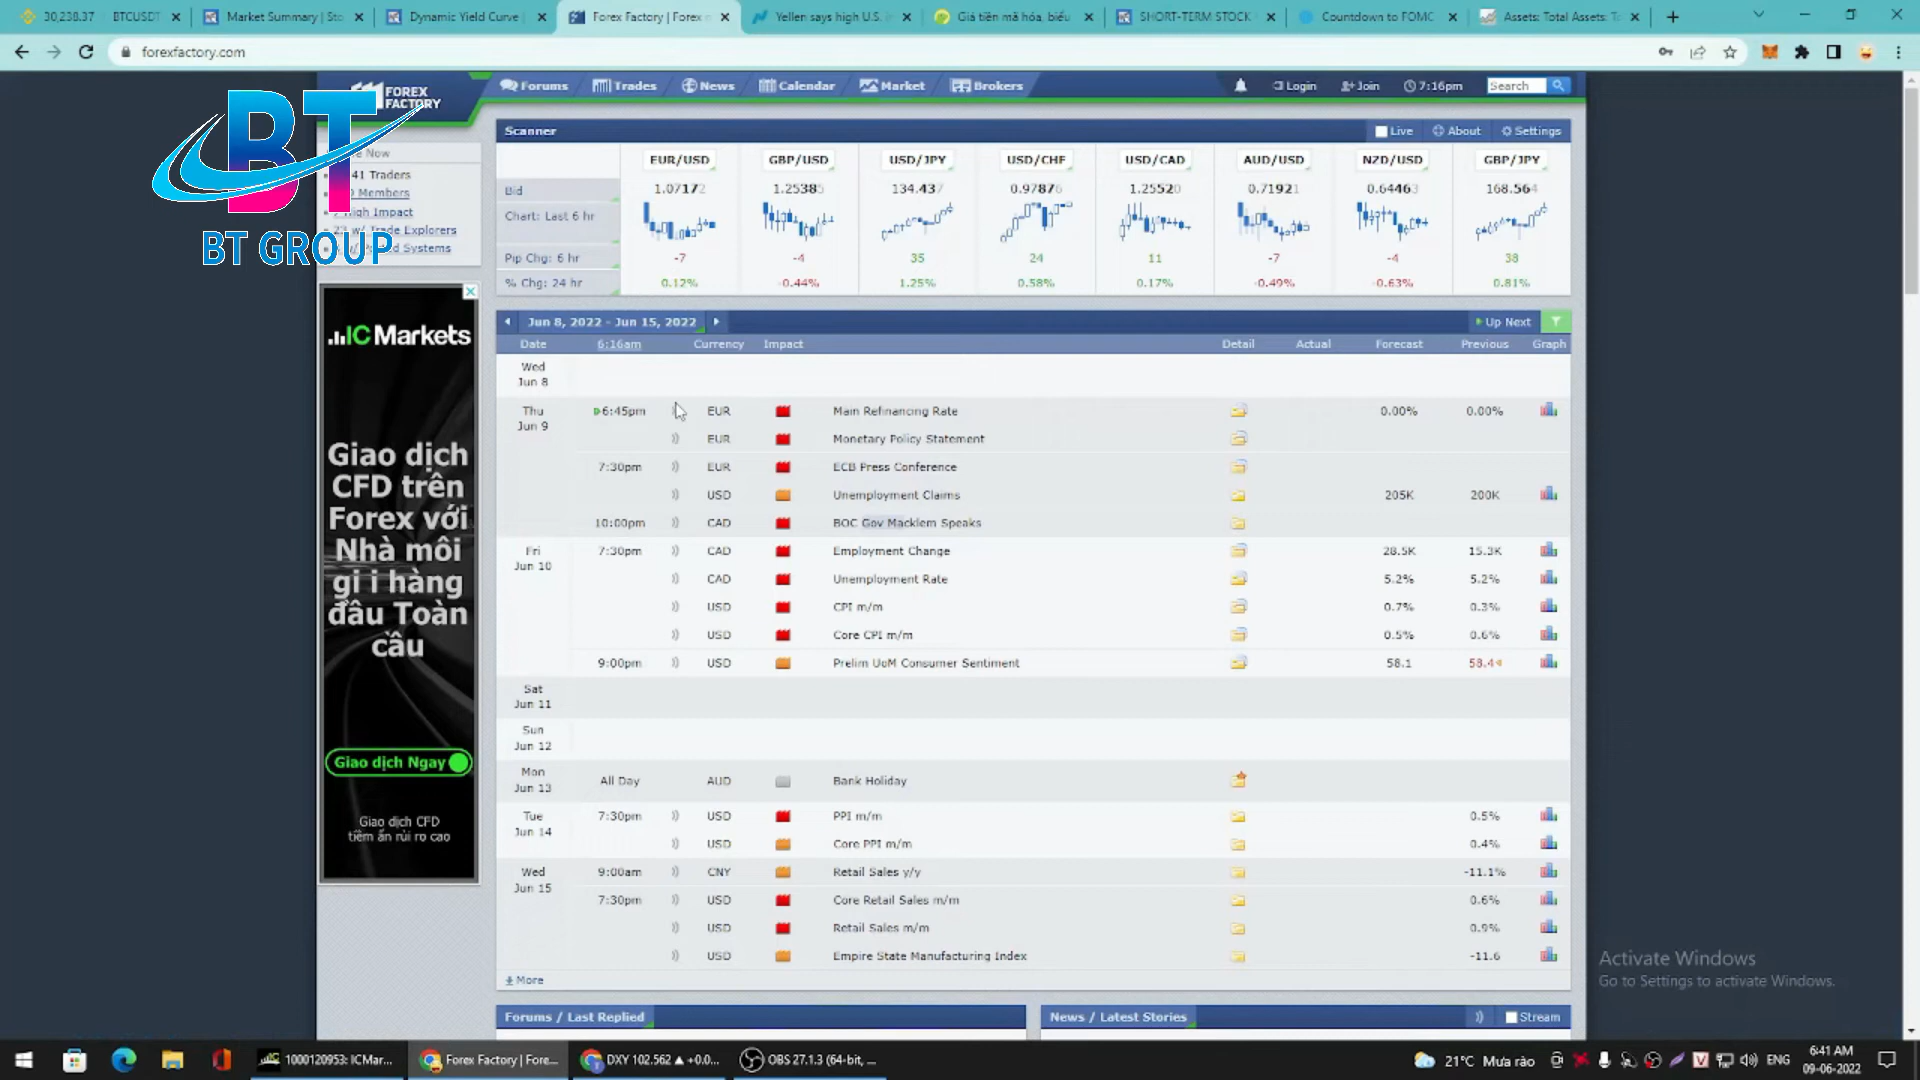 30,238.37 BTCUSDT
Market Summary | Sto
Dynamic Yield Curve |
Forex Factory | Forex
Yellen says high U.S.
Giá tiền mã hóa, biểu
SHORT-TERM STOCK
Countdown to FOMC
Assets: Total Assets:
forexfactory.com
FOREX FACTORY
Forums Trades News Calendar Market Brokers
Login Join 7:16pm Search
BT
BT GROUP
Now
41 Traders
Members
High Impact
w/ Trade Explorers
Systems
Scanner Live About Settings
EUR/USD GBP/USD USD/JPY USD/CHF USD/CAD AUD/USD NZD/USD GBP/JPY
Bid 1.07172 1.25385 134.437 0.97876 1.25520 0.71921 0.64463 168.564
Chart: Last 6 hr
Pip Chg: 6 hr -7 -4 35 24 11 -7 -4 38
% Chg: 24 hr 0.12% -0.44% 1.25% 0.58% 0.17% -0.49% -0.63% 0.81%
Jun 8, 2022 - Jun 15, 2022 Up Next
Date 6:16am Currency Impact Detail Actual Forecast Previous Graph
Wed
Jun 8
Thu
Jun 9
6:45pm EUR Main Refinancing Rate 0.00% 0.00%
EUR Monetary Policy Statement
7:30pm EUR ECB Press Conference
USD Unemployment Claims 205K 200K
10:00pm CAD BOC Gov Macklem Speaks
Fri
Jun 10
7:30pm CAD Employment Change 28.5K 15.3K
CAD Unemployment Rate 5.2% 5.2%
USD CPI m/m 0.7% 0.3%
USD Core CPI m/m 0.5% 0.6%
9:00pm USD Prelim UoM Consumer Sentiment 58.1 58.4
Sat
Jun 11
Sun
Jun 12
Mon
Jun 13
All Day AUD Bank Holiday
Tue
Jun 14
7:30pm USD PPI m/m 0.5%
USD Core PPI m/m 0.4%
Wed
Jun 15
9:00am CNY Retail Sales y/y -11.1%
7:30pm USD Core Retail Sales m/m 0.6%
USD Retail Sales m/m 0.9%
USD Empire State Manufacturing Index -11.6
More
Forums / Last Replied
News / Latest Stories Stream
IC Markets
Giao dịch
CFD trên
Forex với
Nhà môi
gi i hàng
đầu Toàn
cầu
Giao dịch Ngay
Giao dịch CFD
tiềm ẩn rủi ro cao
Activate Windows
Go to Settings to activate Windows.
1000120953: ICMar...
Forex Factory | Fore...
DXY 102.562 ▲ +0.0...
OBS 27.1.3 (64-bit, ...
21°C Mưa rào
ENG
6:41 AM
09-06-2022